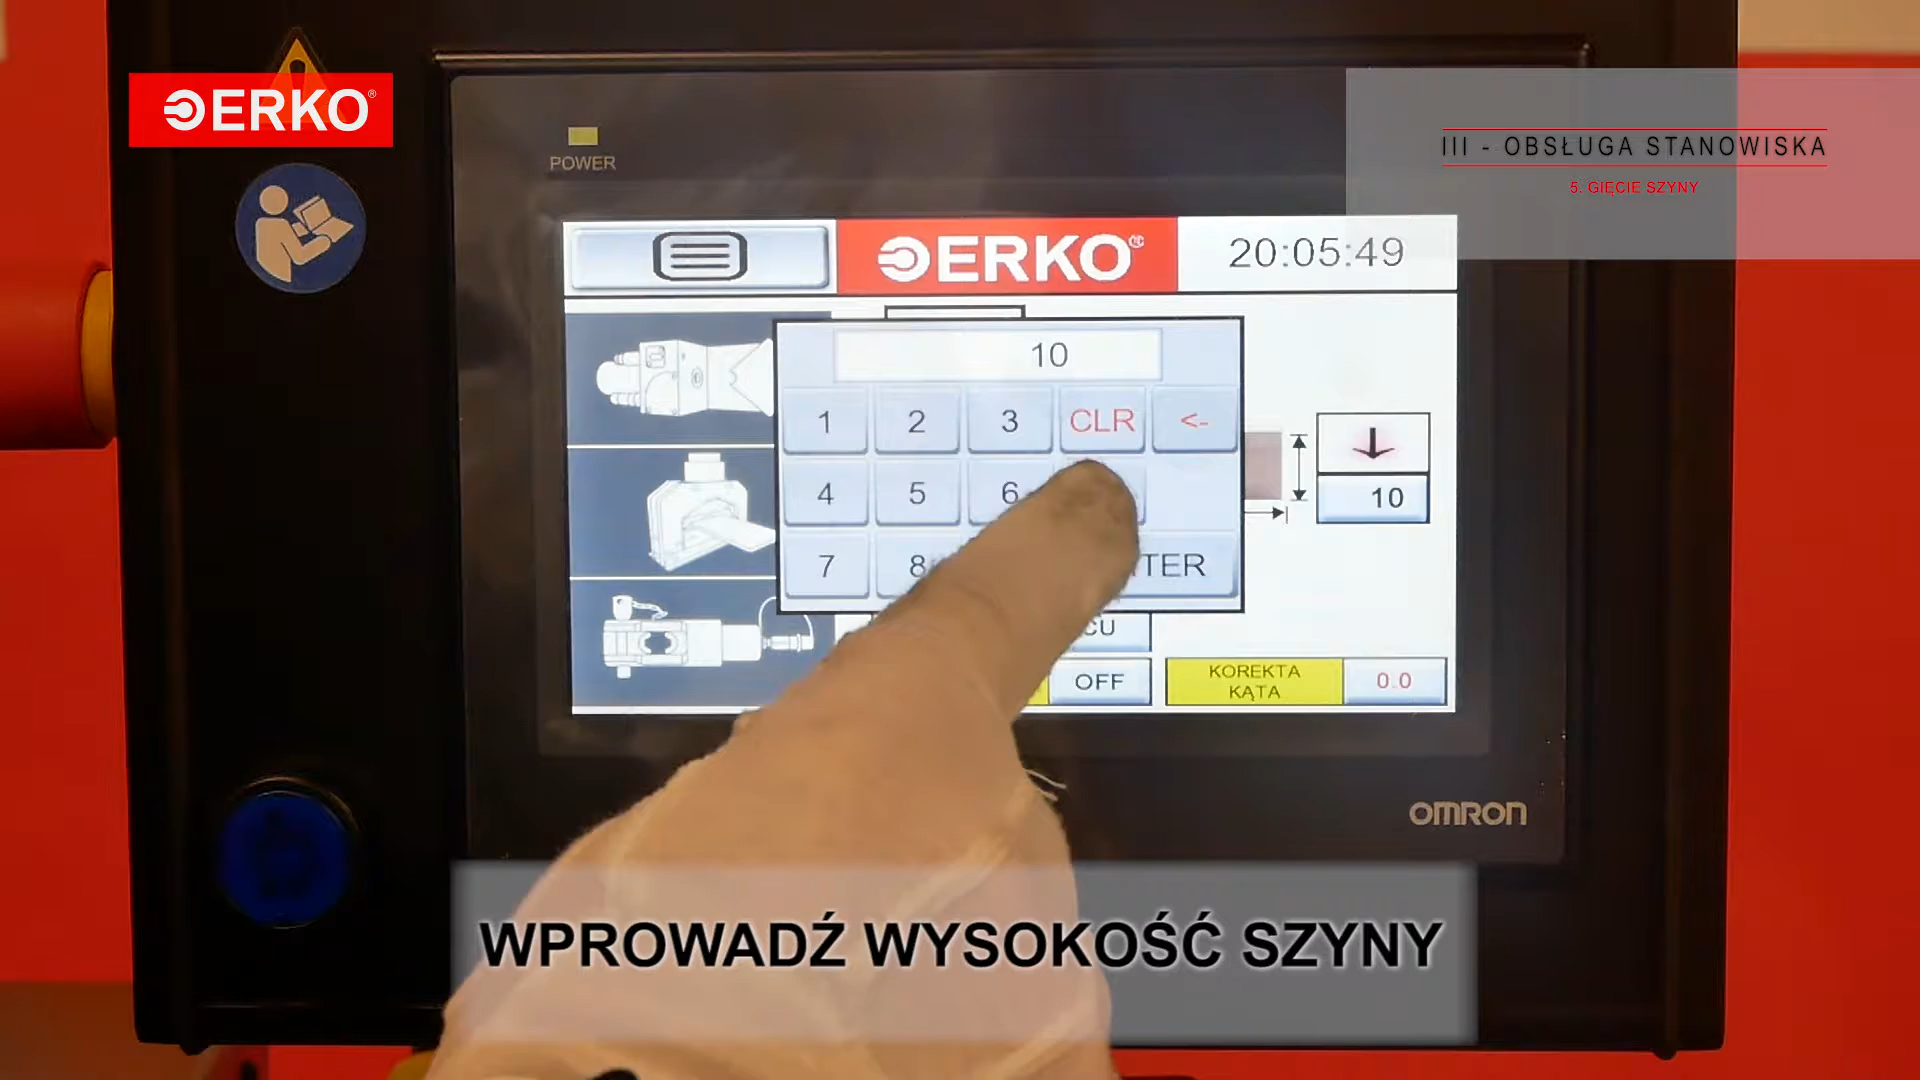 ERKO®
POWER
III - OBSŁUGA STANOWISKA
5. GIĘCIE SZYNY
ERKO®
20:05:49
10
1 2 3 CLR <-
4 5 6
7 8
10
CU
OFF
KOREKTA
KĄTA
0.0
OMRON
WPROWADŹ WYSOKOŚĆ SZYNY